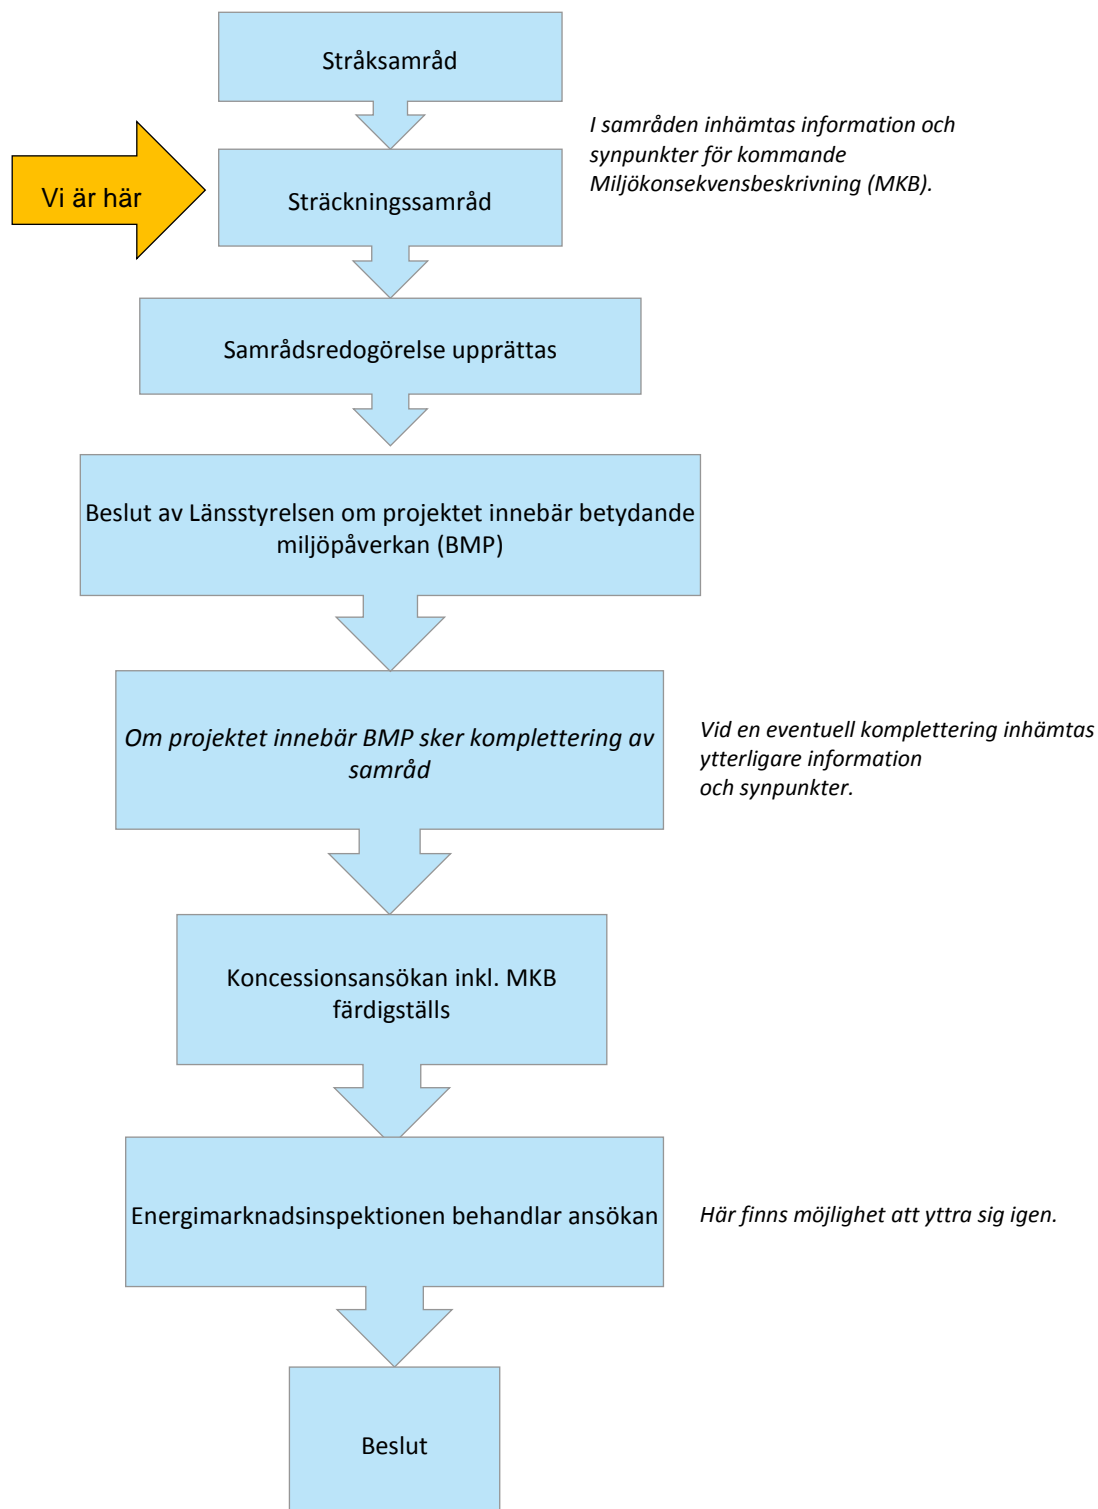 Stråksamråd
I samråden inhämtas information och
synpunkter för kommande
Miljökonsekvensbeskrivning (MKB).
Vi är här
Sträckningssamråd
Samrådsredogörelse upprättas
Beslut av Länsstyrelsen om projektet innebär betydande
miljöpåverkan (BMP)
Om projektet innebär BMP sker komplettering av
samråd
Vid en eventuell komplettering inhämtas
ytterligare information
och synpunkter.
Koncessionsansökan inkl. MKB
färdigställs
Energimarknadsinspektionen behandlar ansökan
Här finns möjlighet att yttra sig igen.
Beslut